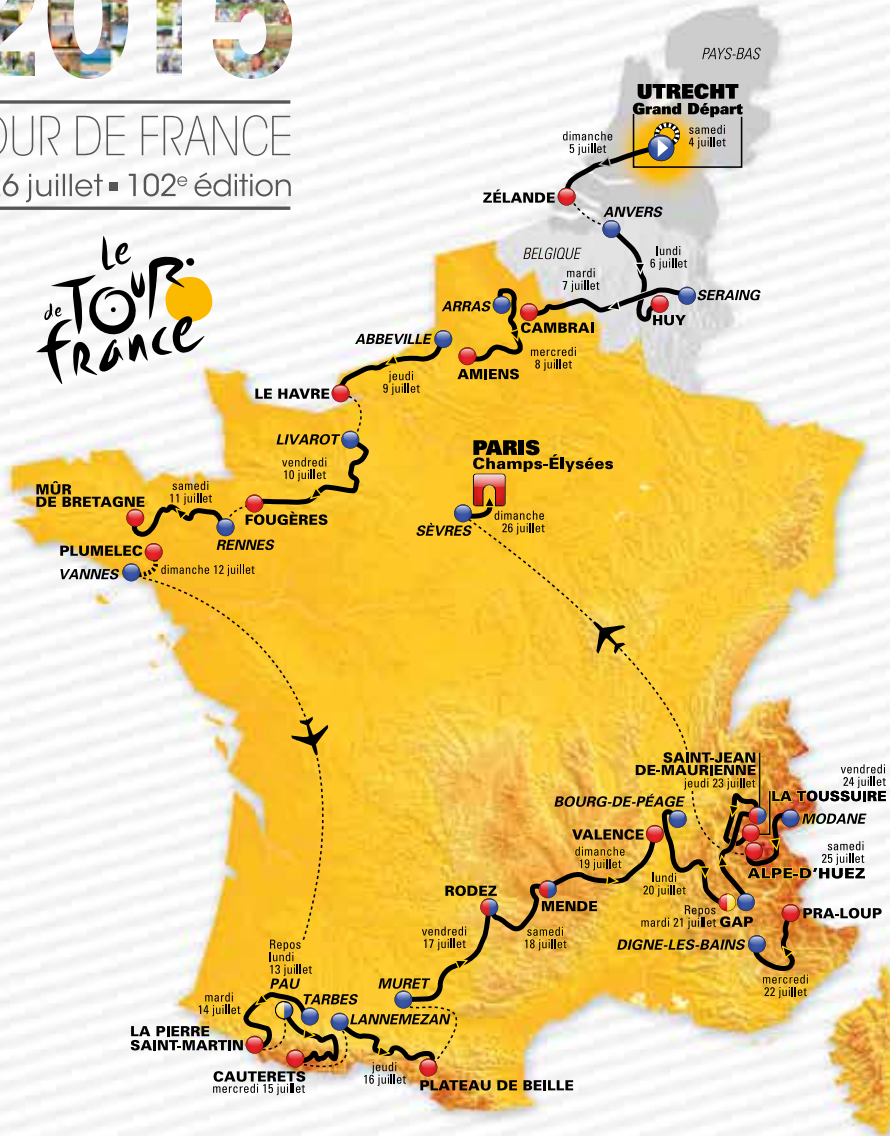 2015
OUR DE FRANCE
6 juillet ▪ 102e édition
Le
de TOUR
france
PAYS-BAS
UTRECHT
Grand Départ
samedi
4 juillet
dimanche
5 juillet
ZÉLANDE
ANVERS
BELGIQUE
lundi
6 juillet
mardi
7 juillet
SERAING
HUY
ARRAS
CAMBRAI
ABBEVILLE
mercredi
8 juillet
AMIENS
jeudi
9 juillet
LE HAVRE
LIVAROT
vendredi
10 juillet
PARIS
Champs-Élysées
dimanche
26 juillet
SÈVRES
MÛR
DE BRETAGNE
samedi
11 juillet
FOUGÈRES
RENNES
PLUMELEC
VANNES
dimanche 12 juillet
SAINT-JEAN
DE-MAURIENNE
jeudi 23 juillet
vendredi
24 juillet
LA TOUSSUIRE
MODANE
BOURG-DE-PÉAGE
VALENCE
samedi
25 juillet
ALPE-D'HUEZ
dimanche
19 juillet
lundi
20 juillet
RODEZ
MENDE
Repos
mardi 21 juillet
GAP
PRA-LOUP
vendredi
17 juillet
samedi
18 juillet
DIGNE-LES-BAINS
mercredi
22 juillet
Repos
lundi
13 juillet
PAU
mardi
14 juillet
TARBES
MURET
LANNEMEZAN
LA PIERRE
SAINT-MARTIN
CAUTERETS
mercredi 15 juillet
jeudi
16 juillet
PLATEAU DE BEILLE